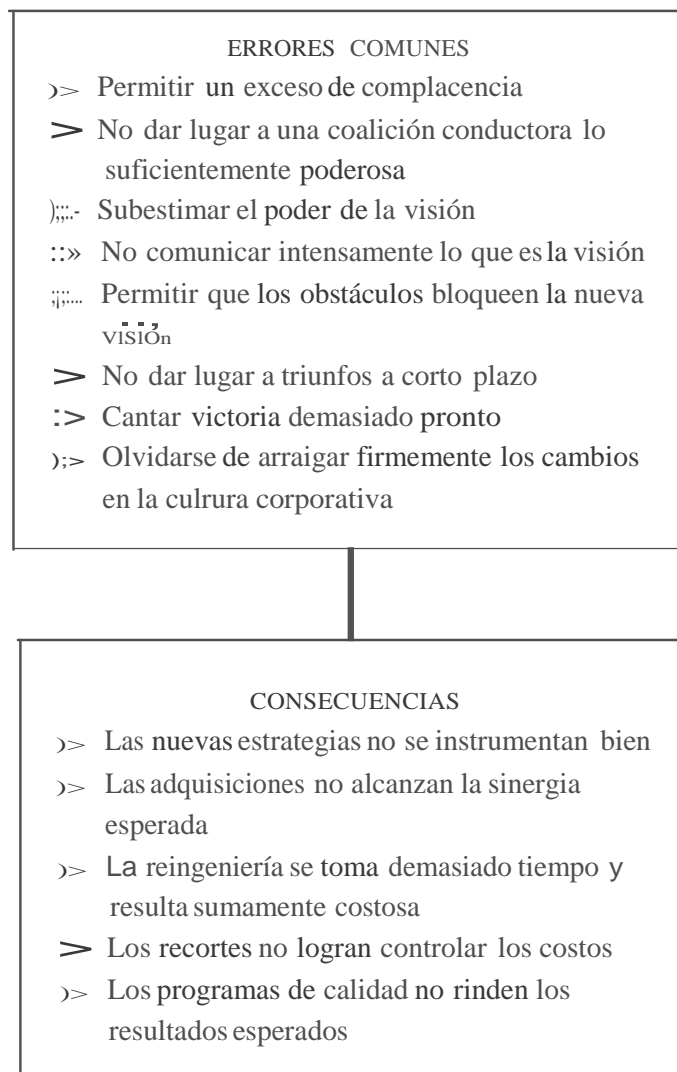 ERRORES COMUNES
)> Permitir un exceso de complacencia
> No dar lugar a una coalición conductora lo
suficientemente poderosa
);;:.- Subestimar el poder de la visión
::» No comunicar intensamente lo que es la visión
;¡;:... Permitir que los obstáculos bloqueen la nueva
visión
> No dar lugar a triunfos a corto plazo
:> Cantar victoria demasiado pronto
);> Olvidarse de arraigar firmemente los cambios
en la culrura corporativa
CONSECUENCIAS
)> Las nuevas estrategias no se instrumentan bien
)> Las adquisiciones no alcanzan la sinergia
esperada
)> La reingeniería se toma demasiado tiempo y
resulta sumamente costosa
> Los recortes no logran controlar los costos
)> Los programas de calidad no rinden los
resultados esperados